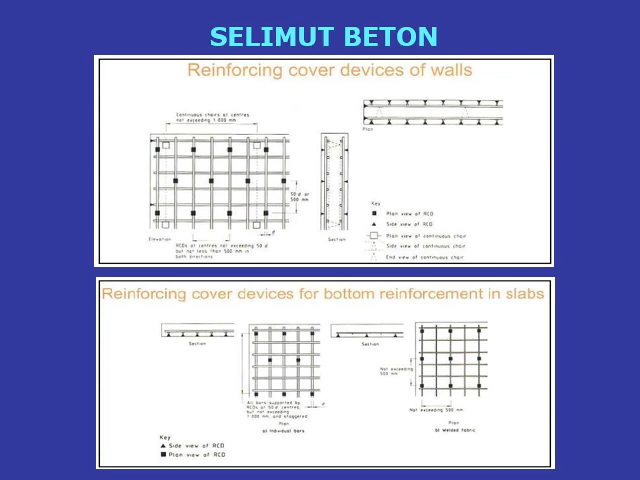 SELIMUT BETON
Reinforcing cover devices of walls
Continuous chairs at centres
not exceeding 1 000 mm
Plan
50 d or
500 mm
Key
Plan view of RCD
Side view of RCD
Plan view of continuous chair
Side view of continuous chair
End view of continuous chair
d
Elevation
Section
RCDs at centres not exceeding 50 d
but not less than 500 mm in
both directions
Reinforcing cover devices for bottom reinforcement in slabs
Section
Section
Not exceeding
500 mm
All bars supported by
RCDs at 50 d centres,
but not exceeding
1 000 mm, and staggered
d
Not exceeding 500 mm
Plan
a) Individual bars
Plan
b) Welded fabric
Key
Side view of RCD
Plan view of RCD